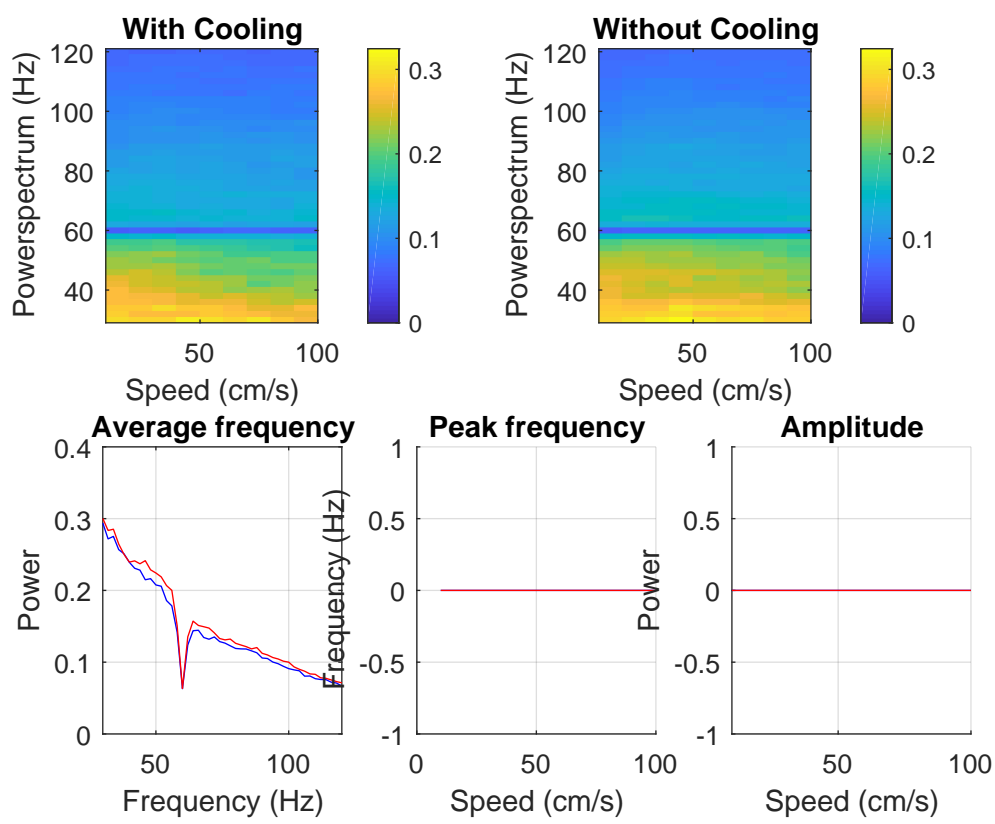 With Cooling
Powerspectrum (Hz)
120
100
80
60
40
50
100
Speed (cm/s)
0.3
0.2
0.1
0
Without Cooling
Powerspectrum (Hz)
120
100
80
60
40
50
100
Speed (cm/s)
0.3
0.2
0.1
0
Average frequency
Power
0.4
0.3
0.2
0.1
0
50
100
Frequency (Hz)
Peak frequency
Frequency (Hz)
1
0.5
0
-0.5
-1
0
50
100
Speed (cm/s)
Amplitude
Power
1
0.5
0
-0.5
-1
50
100
Speed (cm/s)